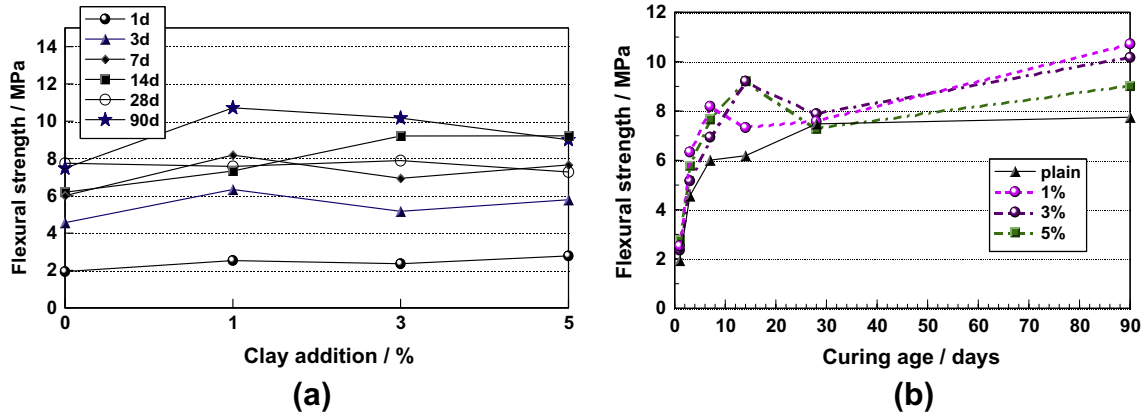 1d
3d
7d
14d
28d
90d
14
12
10
8
6
4
2
0
0 1 3 5
Flexural strength / MPa
Clay addition / %
(a)
12
10
8
6
4
2
0
0 10 20 30 40 50 60 70 80 90
Flexural strength / MPa
Curing age / days
plain
1%
3%
5%
(b)